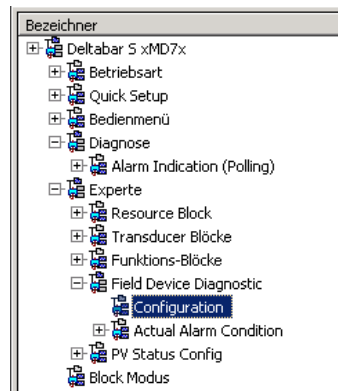 Bezeichner
Deltabar S xMD7x
Betriebsart
Quick Setup
Bedienmenü
Diagnose
Alarm Indication (Polling)
Experte
Resource Block
Transducer Blöcke
Funktions-Blöcke
Field Device Diagnostic
Configuration
Actual Alarm Condition
PV Status Config
Block Modus